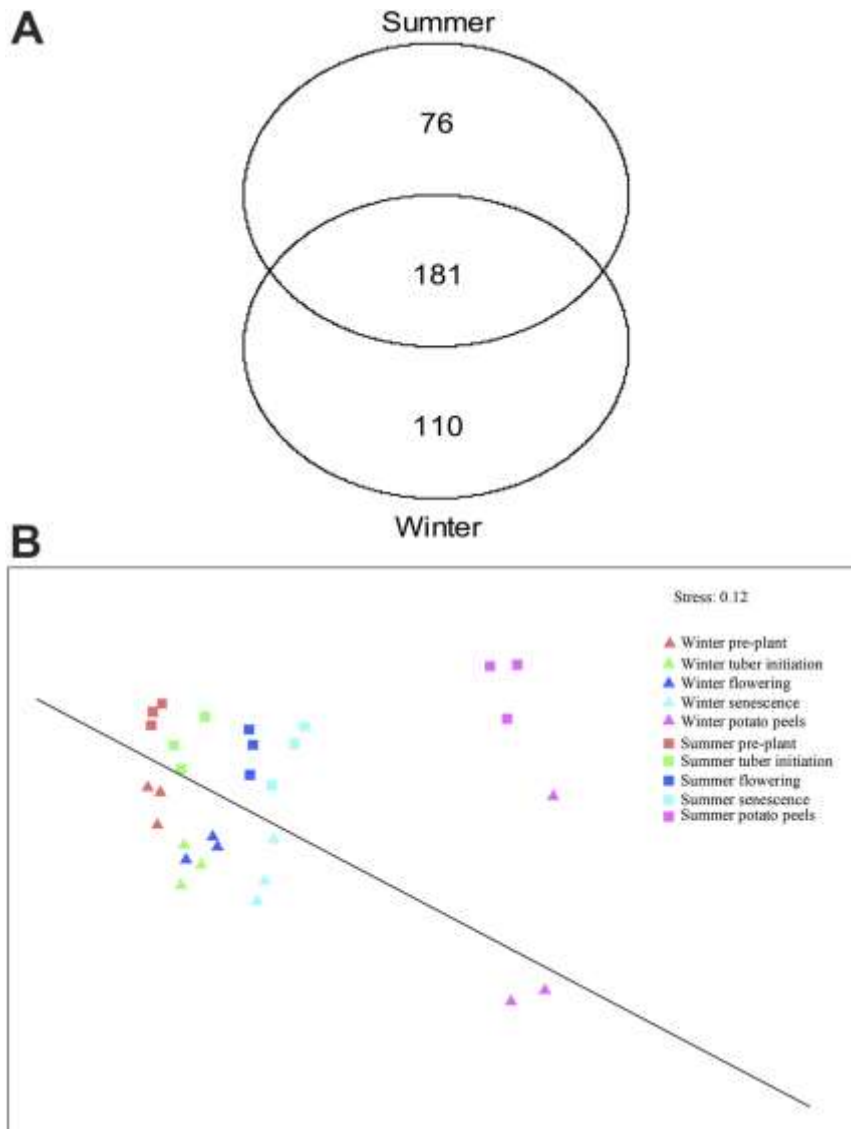 A
Summer
76
181
110
Winter
B
Stress: 0.12
Winter pre-plant
Winter tuber initiation
Winter flowering
Winter senescence
Winter potato peels
Summer pre-plant
Summer tuber initiation
Summer flowering
Summer senescence
Summer potato peels